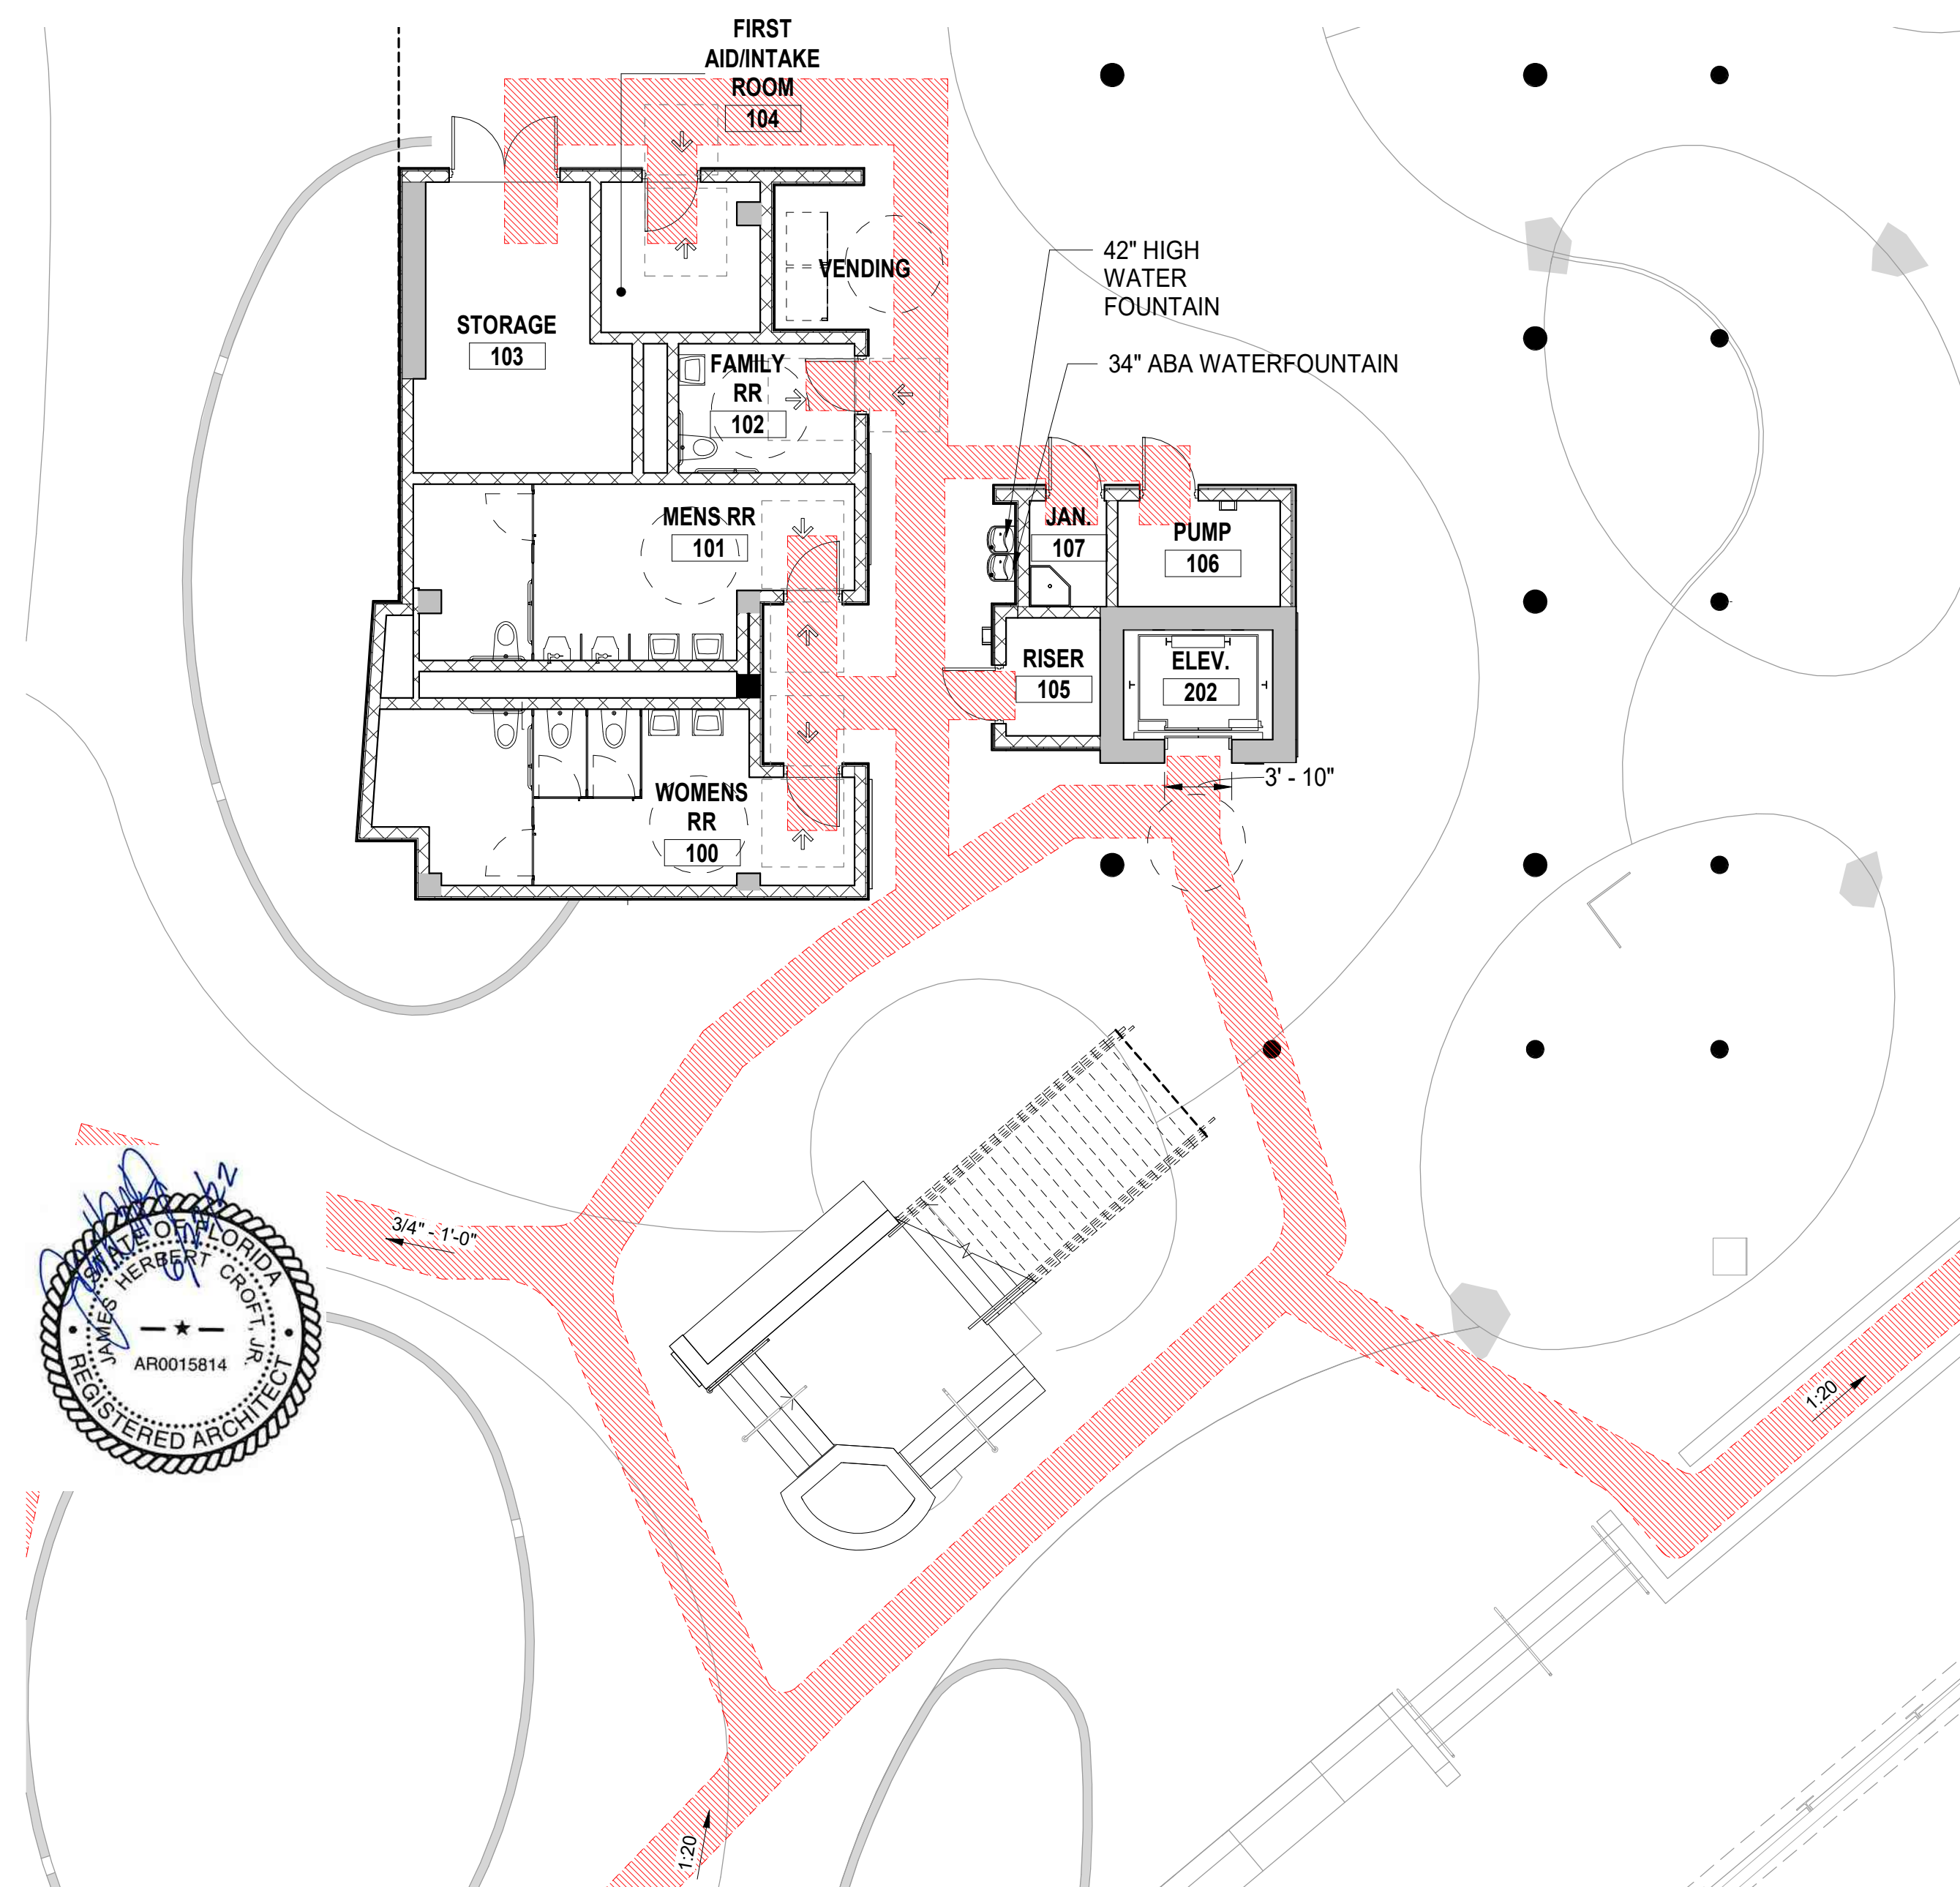 FIRST
AID/INTAKE
ROOM
104
42" HIGH
WATER
FOUNTAIN
VENDING
STORAGE
103
34" ABA WATERFOUNTAIN
FAMILY
RR
102
MENS RR
101
JAN.
107
PUMP
106
RISER
105
ELEV.
202
3' - 10"
WOMENS
RR
100
3/4" - 1'-0"
STATE OF FLORIDA
JAMES HERBERT CROFT, JR.
AR0015814
REGISTERED ARCHITECT
1:20
1:20